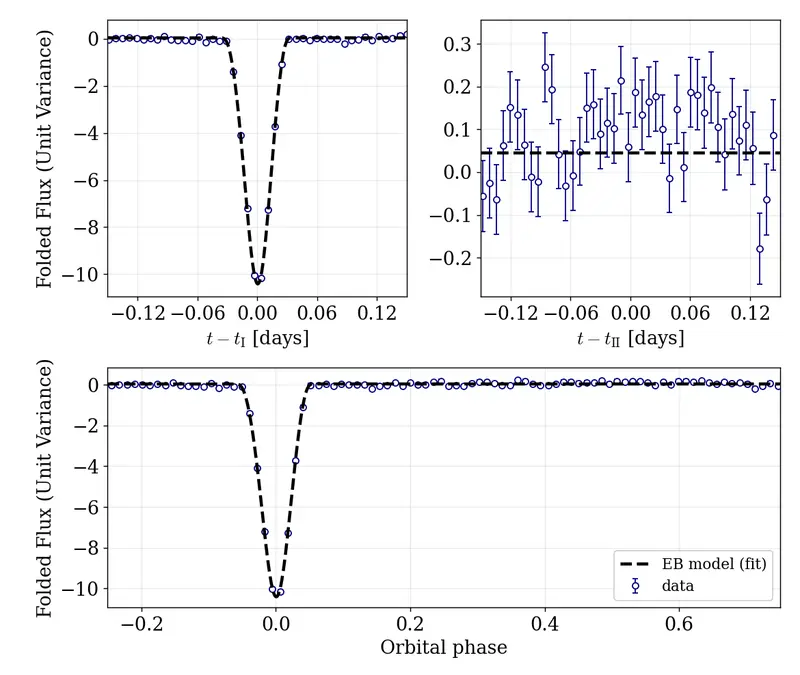 Folded Flux (Unit Variance)
0
−2
−4
−6
−8
−10
−0.12 −0.06 0.00 0.06 0.12
t − tI [days]
0.3
0.2
0.1
0.0
−0.1
−0.2
−0.12 −0.06 0.00 0.06 0.12
t − tII [days]
Folded Flux (Unit Variance)
0
−2
−4
−6
−8
−10
−0.2 0.0 0.2 0.4 0.6
Orbital phase
EB model (fit)
data